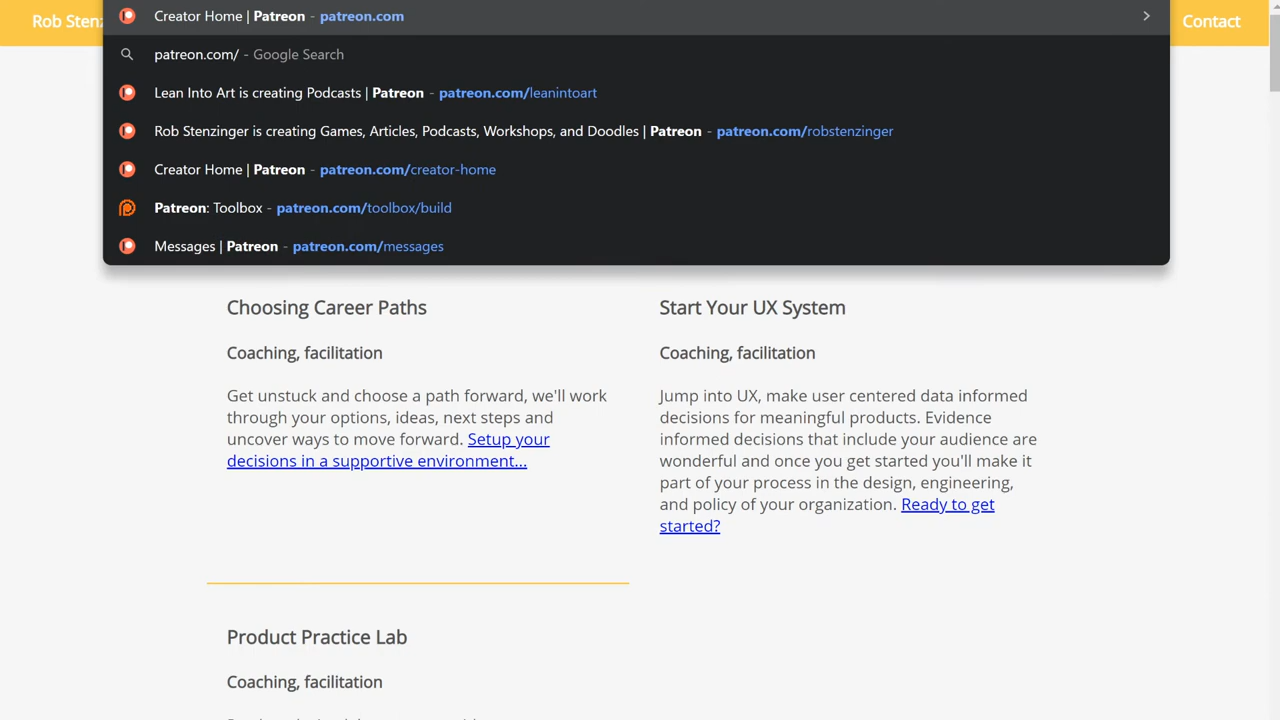 Rob Stenz
Contact
Creator Home | Patreon - patreon.com
patreon.com/ - Google Search
Lean Into Art is creating Podcasts | Patreon - patreon.com/leanintoart
Rob Stenzinger is creating Games, Articles, Podcasts, Workshops, and Doodles | Patreon - patreon.com/robstenzinger
Creator Home | Patreon - patreon.com/creator-home
Patreon: Toolbox - patreon.com/toolbox/build
Messages | Patreon - patreon.com/messages
Choosing Career Paths
Coaching, facilitation
Get unstuck and choose a path forward, we'll work
through your options, ideas, next steps and
uncover ways to move forward. Setup your
decisions in a supportive environment...
Start Your UX System
Coaching, facilitation
Jump into UX, make user centered data informed
decisions for meaningful products. Evidence
informed decisions that include your audience are
wonderful and once you get started you'll make it
part of your process in the design, engineering,
and policy of your organization. Ready to get
started?
Product Practice Lab
Coaching, facilitation